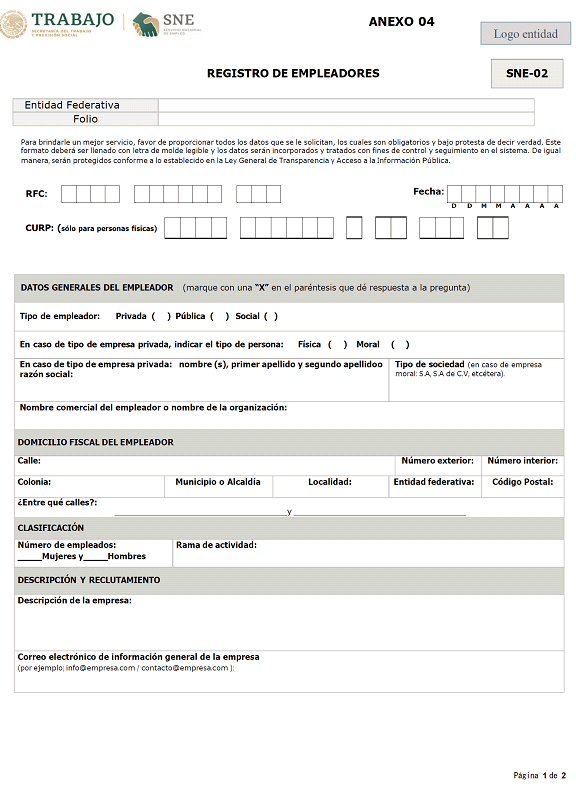 TRABAJO
SECRETARÍA DEL TRABAJO
Y PREVISIÓN SOCIAL
SNE
SERVICIO NACIONAL
DE EMPLEO
ANEXO 04
Logo entidad
REGISTRO DE EMPLEADORES
SNE-02
Entidad Federativa
Folio
Para brindarle un mejor servicio, favor de proporcionar todos los datos que se le solicitan, los cuales son obligatorios y bajo protesta de decir verdad. Este
formato deberá ser llenado con letra de molde legible y los datos serán incorporados y tratados con fines de control y seguimiento en el sistema. De igual
manera, serán protegidos conforme a lo establecido en la Ley General de Transparencia y Acceso a la Información Pública.
RFC:
Fecha:
D D M M A A A A
CURP: (sólo para personas físicas)
DATOS GENERALES DEL EMPLEADOR (marque con una "X" en el paréntesis que dé respuesta a la pregunta)
Tipo de empleador: Privada ( ) Pública ( ) Social ( )
En caso de tipo de empresa privada, indicar el tipo de persona: Física ( ) Moral ( )
En caso de tipo de empresa privada: nombre (s), primer apellido y segundo apellidoo
razón social:
Tipo de sociedad (en caso de empresa
moral: S.A, S.A de C.V, etcétera).
Nombre comercial del empleador o nombre de la organización:
DOMICILIO FISCAL DEL EMPLEADOR
Calle: Número exterior: Número interior:
Colonia: Municipio o Alcaldía Localidad: Entidad federativa: Código Postal:
¿Entre qué calles?:
y
CLASIFICACIÓN
Número de empleados:
_____Mujeres y_____Hombres
Rama de actividad:
DESCRIPCIÓN Y RECLUTAMIENTO
Descripción de la empresa:
Correo electrónico de información general de la empresa
(por ejemplo; info@empresa.com / contacto@empresa.com ):
Página 1 de 2